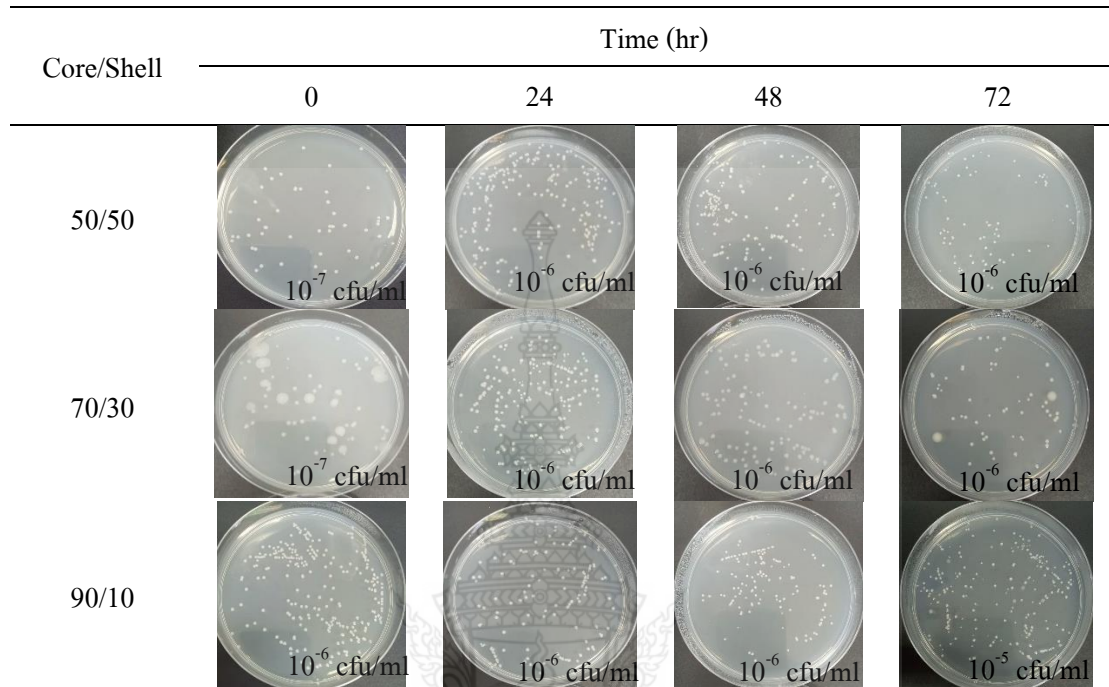 Core/Shell
Time (hr)
0 24 48 72
50/50
10⁻⁷ cfu/ml 10⁻⁶ cfu/ml 10⁻⁶ cfu/ml 10⁻⁶ cfu/ml
70/30
10⁻⁷ cfu/ml 10⁻⁶ cfu/ml 10⁻⁶ cfu/ml 10⁻⁶ cfu/ml
90/10
10⁻⁶ cfu/ml 10⁻⁶ cfu/ml 10⁻⁶ cfu/ml 10⁻⁵ cfu/ml